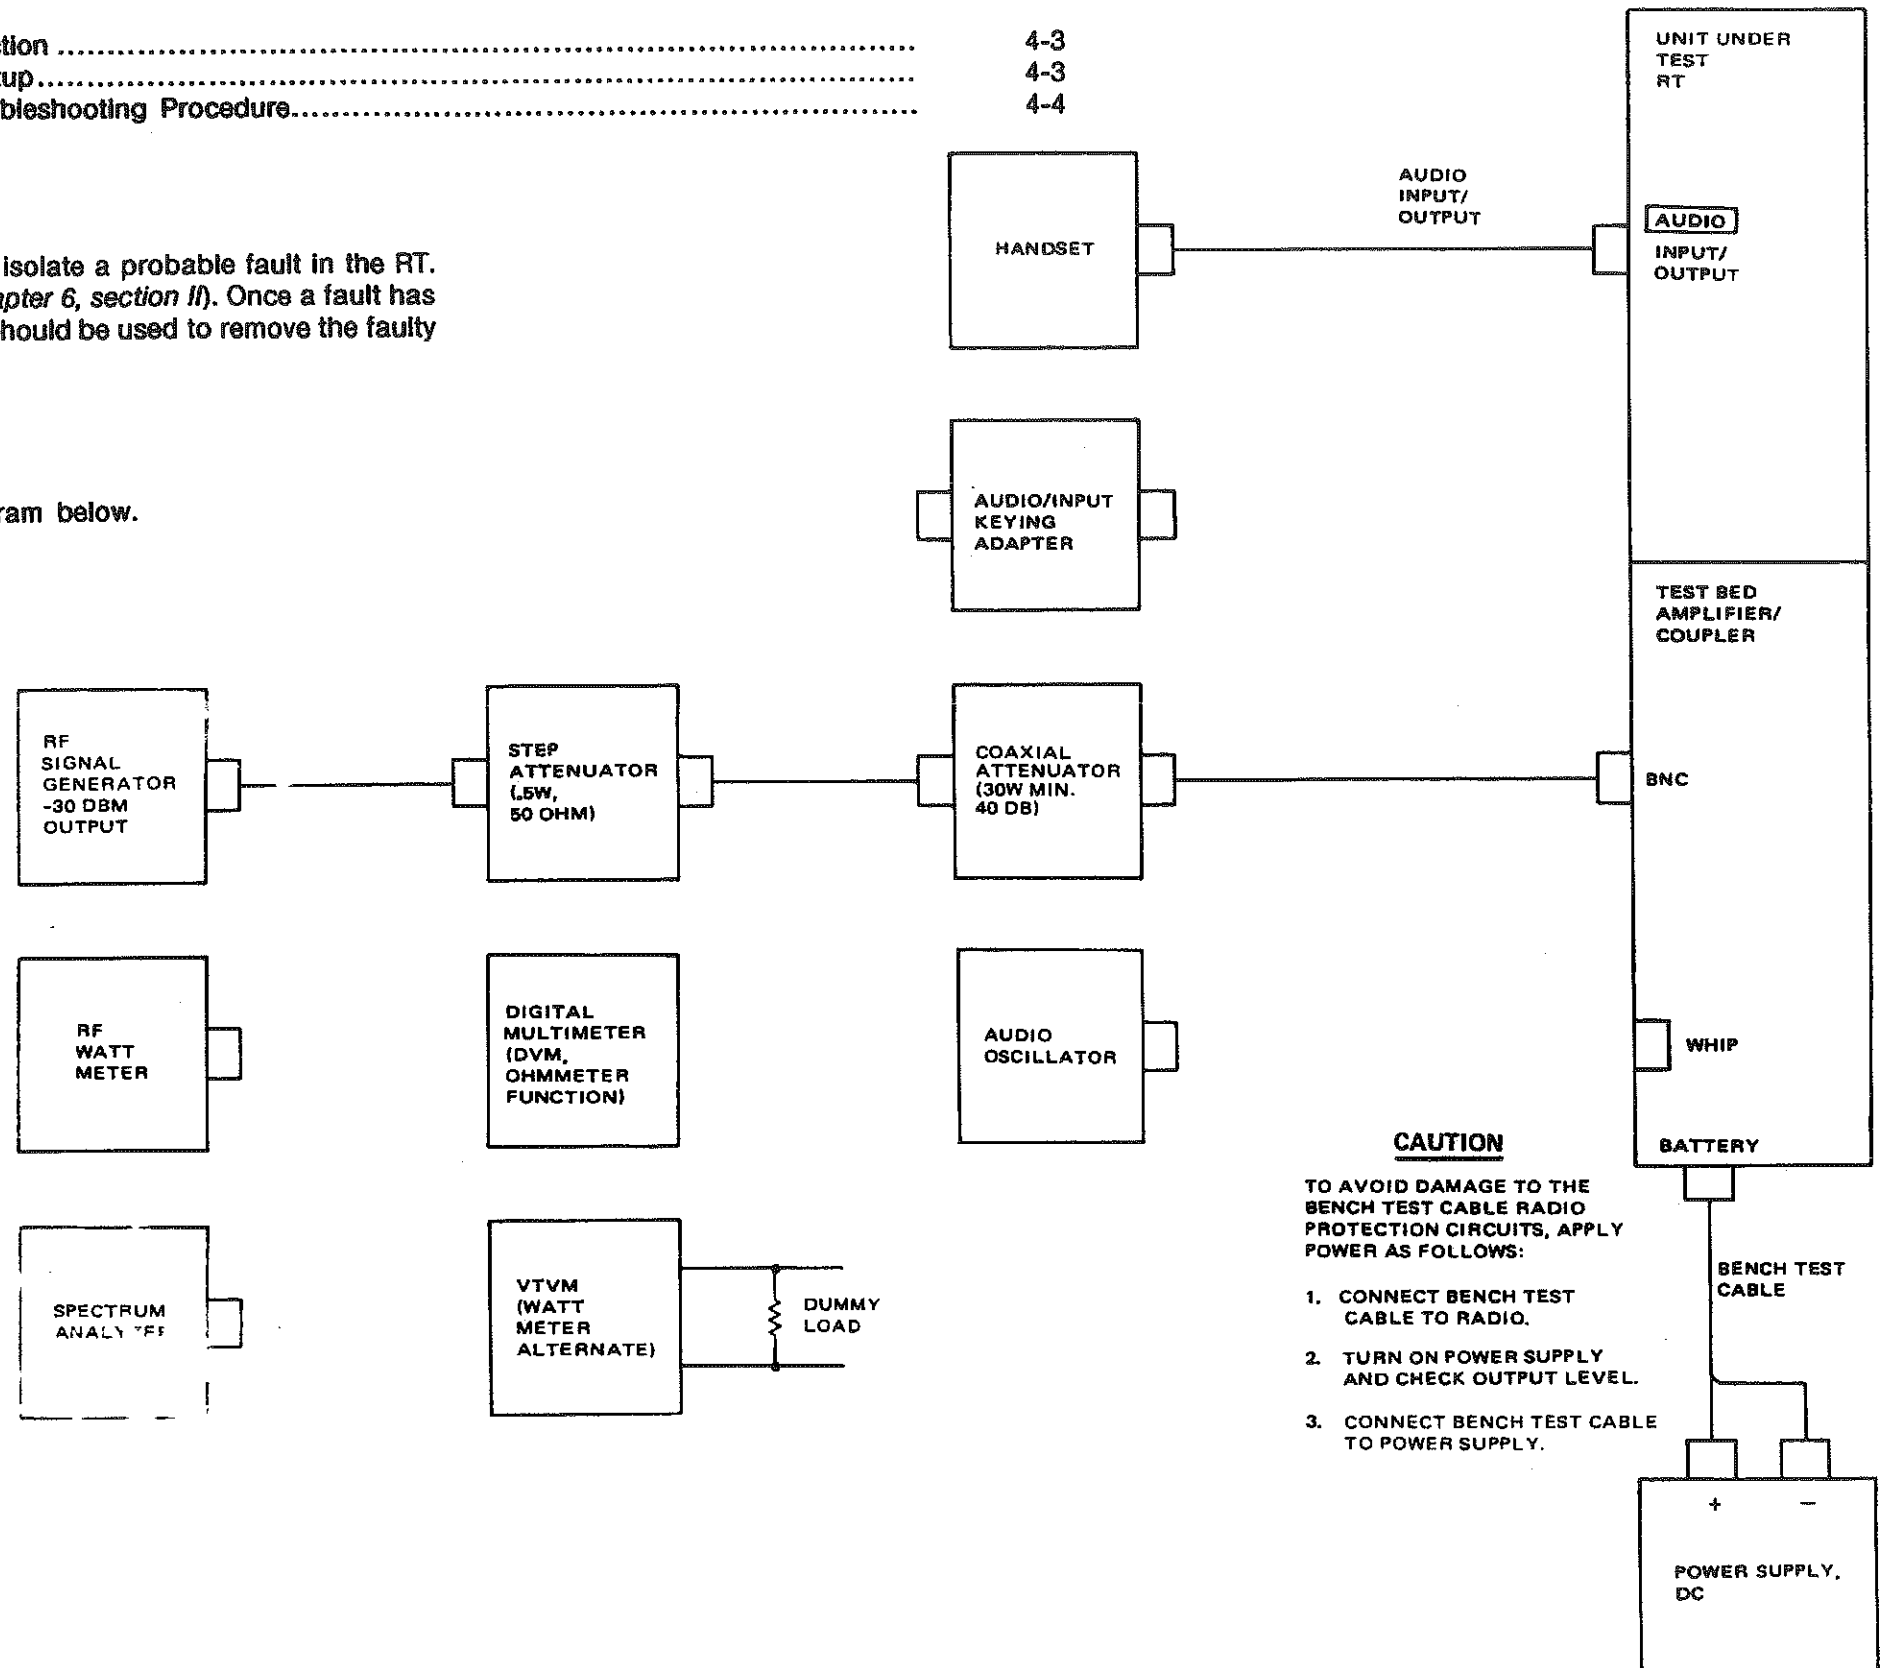 ction ........ 4-3
tup ........ 4-3
bleshooting Procedure ........ 4-4
isolate a probable fault in the RT.
apter 6, section II). Once a fault has
hould be used to remove the faulty
ram below.
UNIT UNDER
TEST
RT
HANDSET
AUDIO
INPUT/
OUTPUT
AUDIO
INPUT/
OUTPUT
AUDIO/INPUT
KEYING
ADAPTER
TEST BED
AMPLIFIER/
COUPLER
RF
SIGNAL
GENERATOR
-30 DBM
OUTPUT
STEP
ATTENUATOR
(.5W,
50 OHM)
COAXIAL
ATTENUATOR
(30W MIN.
40 DB)
BNC
RF
WATT
METER
DIGITAL
MULTIMETER
(DVM,
OHMMETER
FUNCTION)
AUDIO
OSCILLATOR
WHIP
BATTERY
SPECTRUM
VTVM
(WATT
METER
ALTERNATE)
DUMMY
LOAD
CAUTION
TO AVOID DAMAGE TO THE
BENCH TEST CABLE RADIO
PROTECTION CIRCUITS, APPLY
POWER AS FOLLOWS:
1. CONNECT BENCH TEST
CABLE TO RADIO.
2. TURN ON POWER SUPPLY
AND CHECK OUTPUT LEVEL.
3. CONNECT BENCH TEST CABLE
TO POWER SUPPLY.
BENCH TEST
CABLE
+ −
POWER SUPPLY,
DC